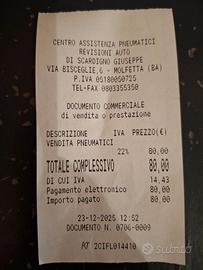 CENTRO ASSISTENZA PNEUMATICI
REVISIONI AUTO
DI SCARDIGNO GIUSEPPE
VIA BISCEGLIE,6 - MOLFETTA (BA)
P.IVA 05180050725
TEL-FAX 0803355350
DOCUMENTO COMMERCIALE
di vendita o prestazione
DESCRIZIONE IVA PREZZO(€)
VENDITA PNEUMATICI
22% 80,00
TOTALE COMPLESSIVO 80,00
DI CUI IVA 14,43
Pagamento elettronico 80,00
Importo pagato 80,00
23-12-2025 12:52
DOCUMENTO N. 0706-0009
RT 2CIFL014410
subito